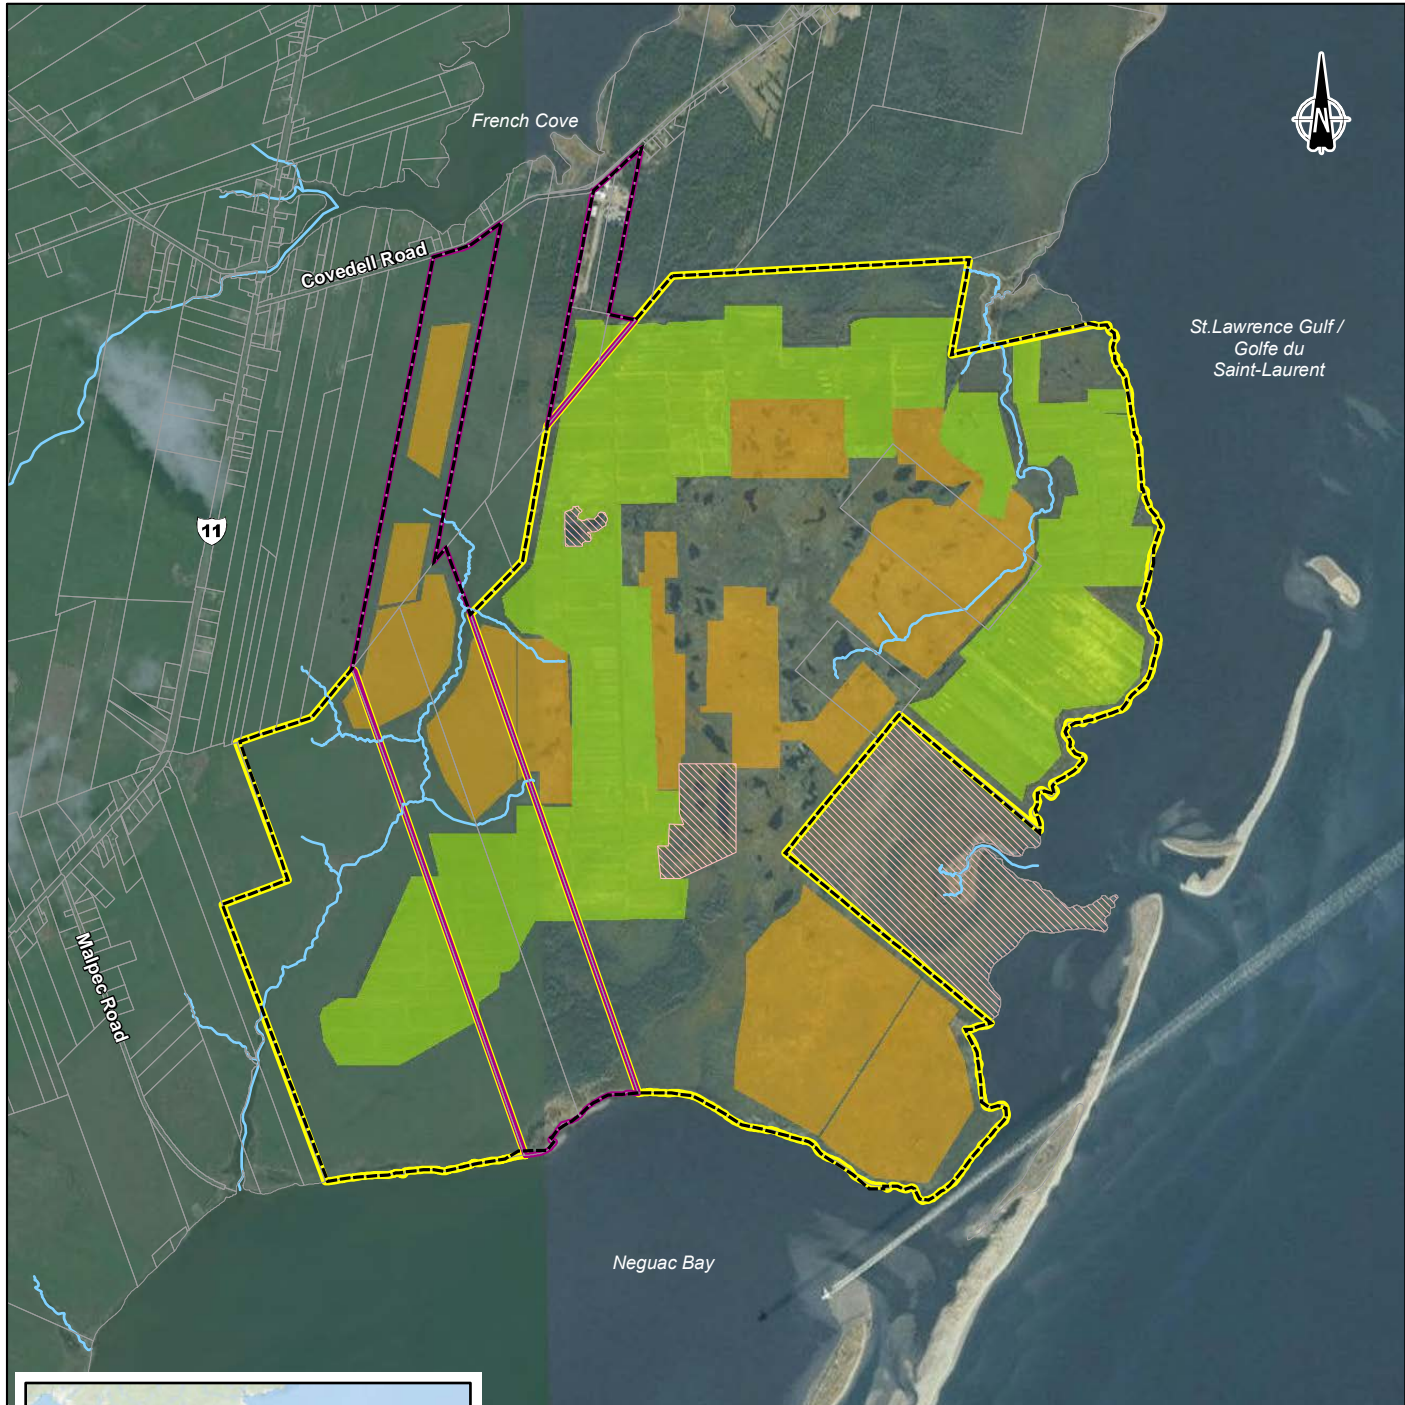 French Cove
N
Covedell Road
St.Lawrence Gulf /
Golfe du
Saint-Laurent
11
Malpec Road
Neguac Bay